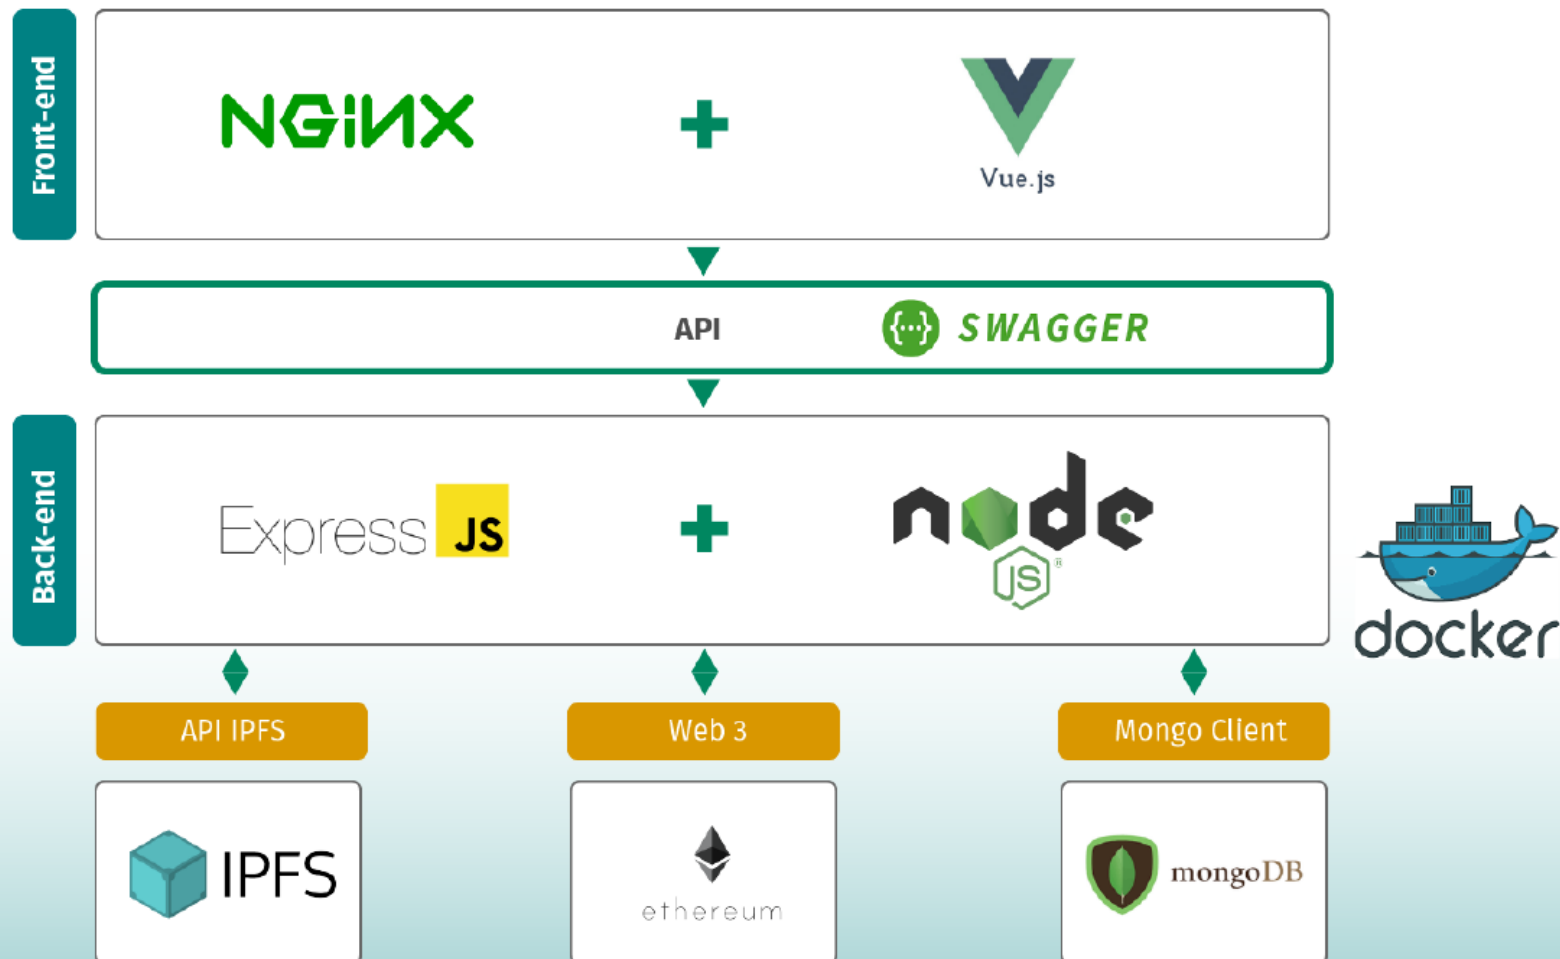 Front-end
NGiNX
Vue.js
API
{···} SWAGGER
Back-end
Express JS
node
JS ®
docker
API IPFS
Web 3
Mongo Client
IPFS
ethereum
mongoDB